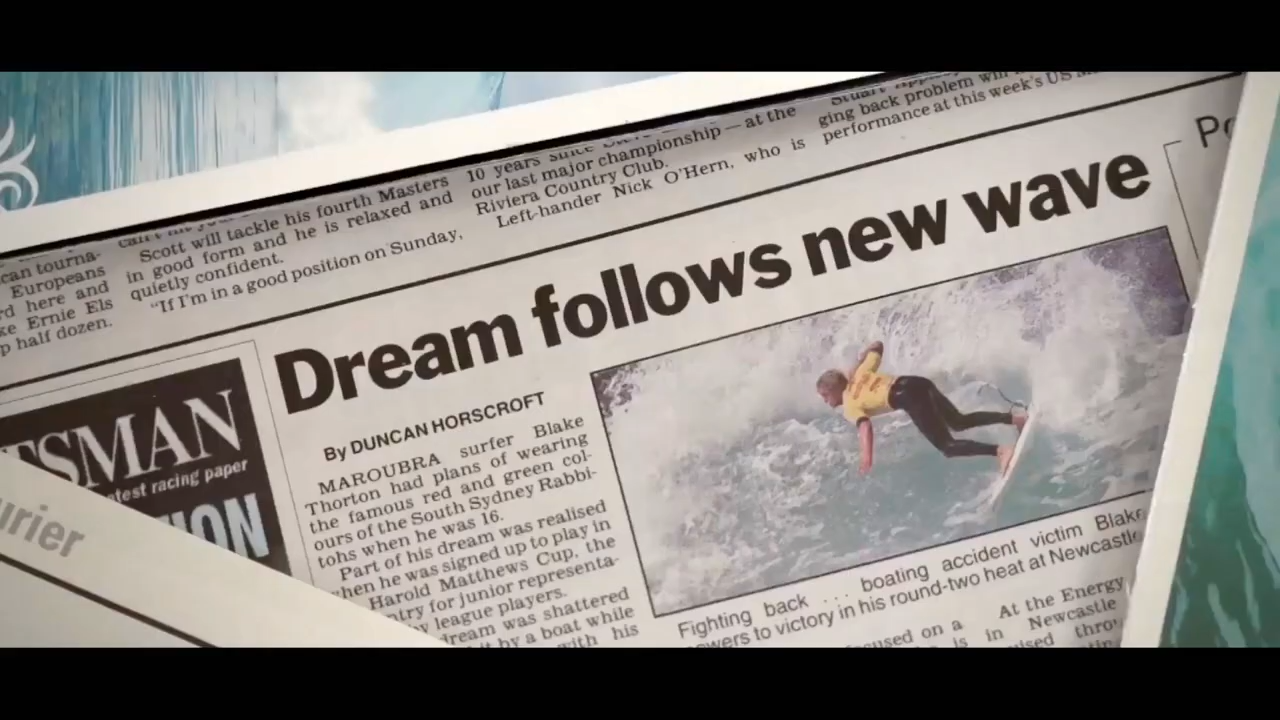 can tourna-
Europeans
rd here and
ke Ernie Els
p half dozen.
Scott will tackle his fourth Masters
in good form and he is relaxed and
quietly confident.
"If I'm in a good position on Sunday,
10 years since
our last major championship — at the
Riviera Country Club.
Left-hander Nick O'Hern, who is
ging back problem will
performance at this week's US
Dream follows new wave
TSMAN
test racing paper
ION
urier
By DUNCAN HORSCROFT
MAROUBRA surfer Blake
Thorton had plans of wearing
the famous red and green col-
ours of the South Sydney Rabbi-
tohs when he was 16.
Part of his dream was realised
when he was signed up to play in
Harold Matthews Cup, the
ntry for junior representa-
league players.
dream was shattered
it by a boat while
with his
Fighting back ... boating accident victim Blake
owers to victory in his round-two heat at Newcastle
focused on a
At the Energy
is in Newcastle